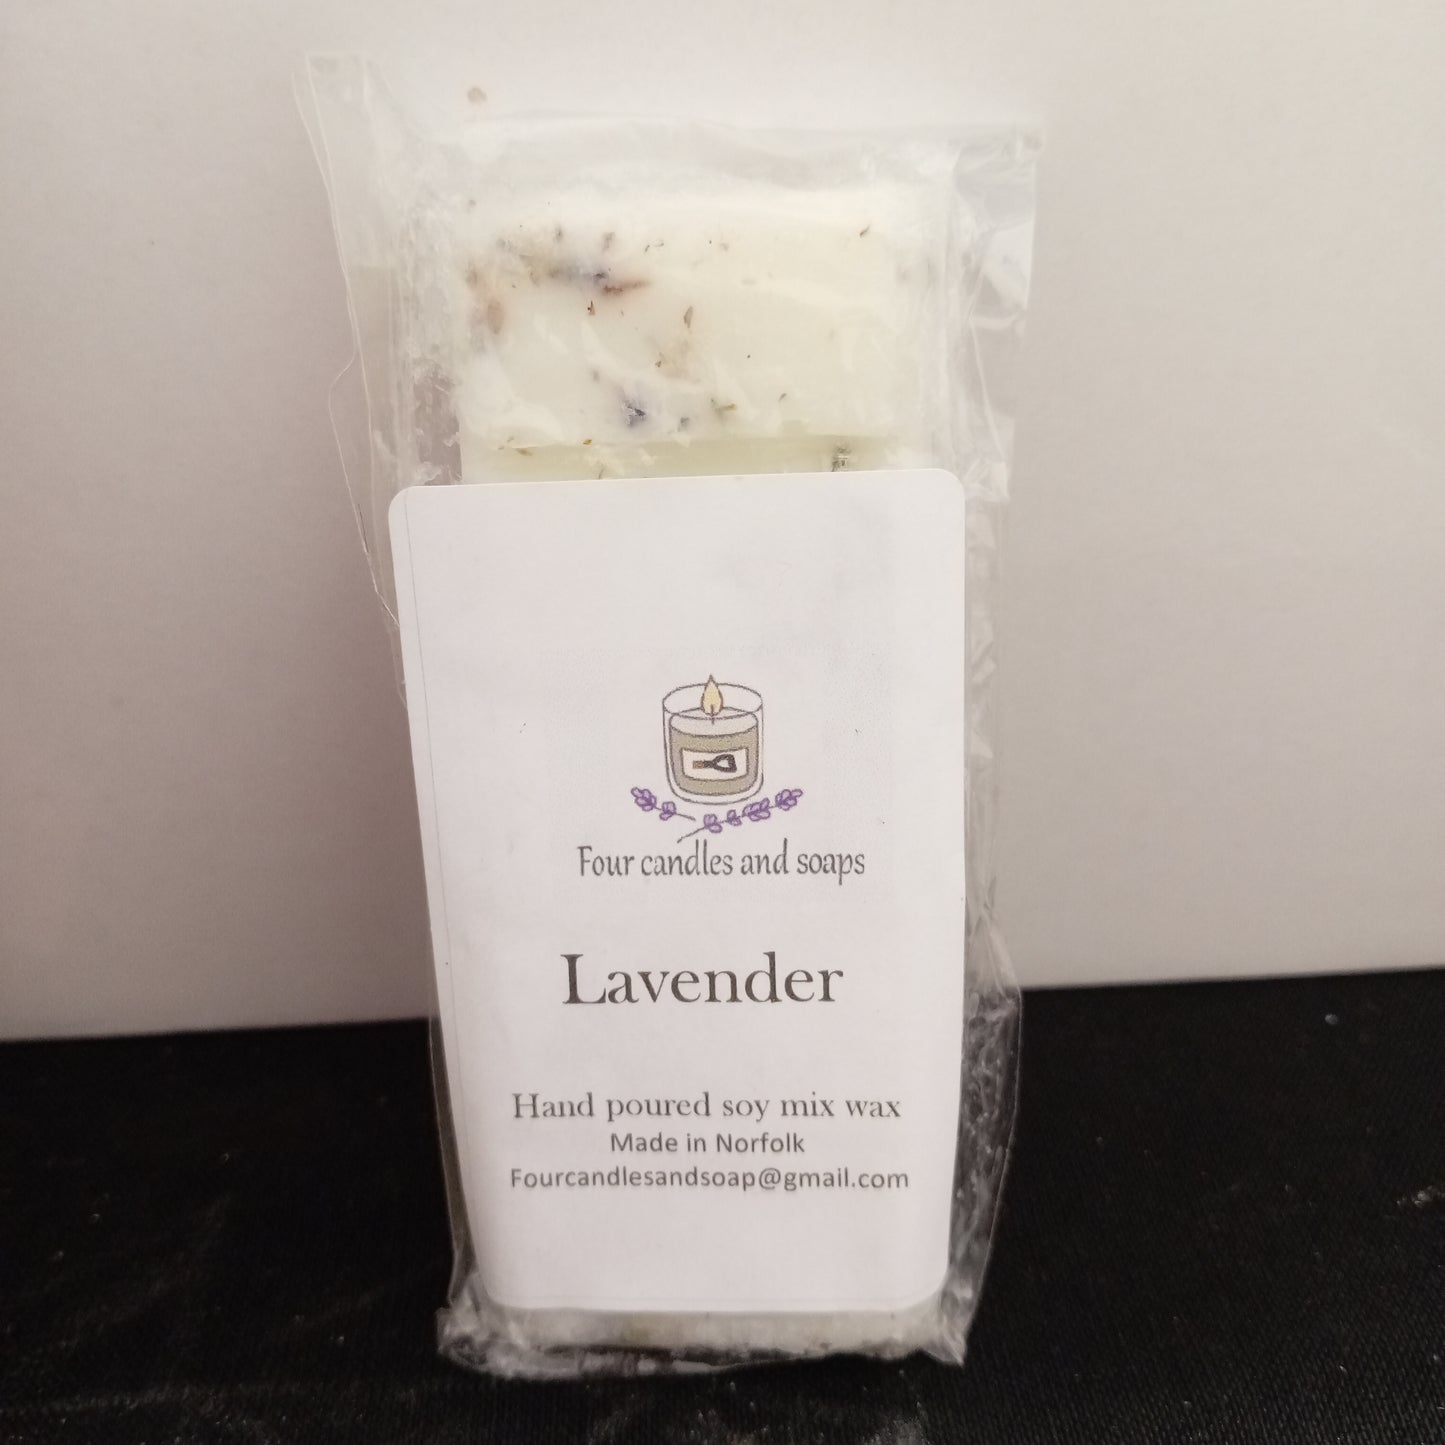 Four candles and soaps
Lavender
Hand poured soy mix wax
Made in Norfolk
Fourcandlesandsoap@gmail.com